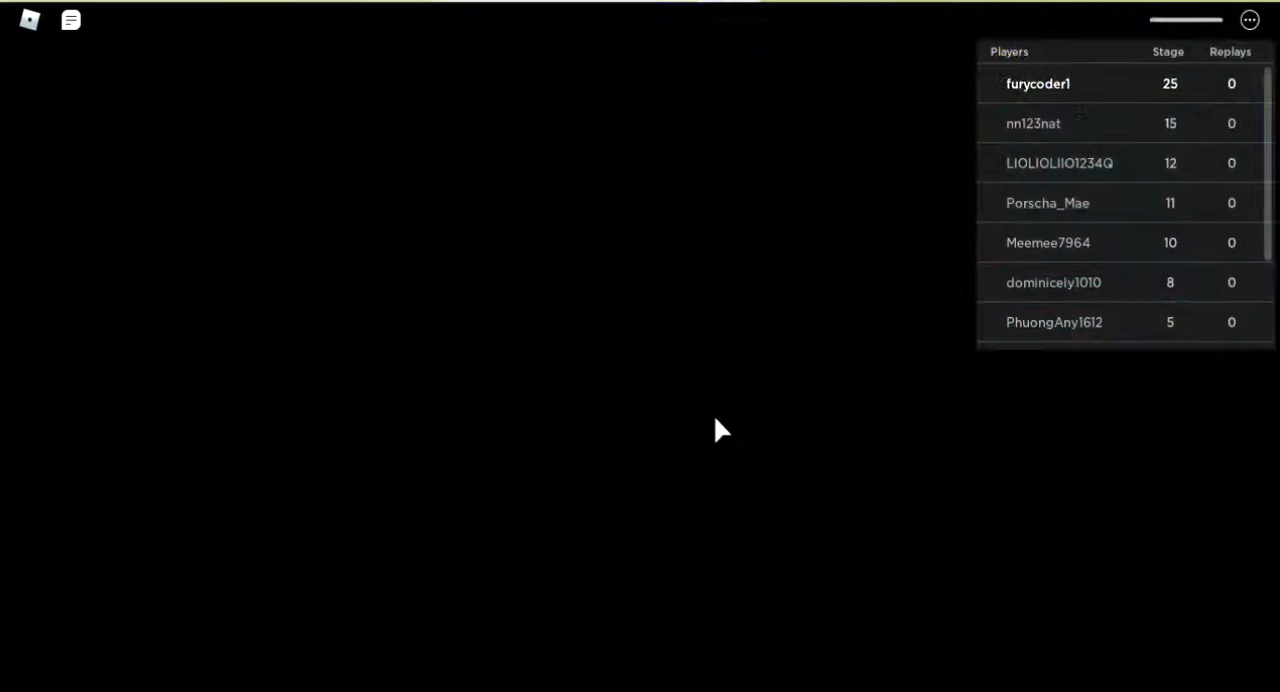 Players Stage Replays
furycoder1 25 0
nn123nat 15 0
LIOLIOLIIO1234Q 12 0
Porscha_Mae 11 0
Meemee7964 10 0
dominicely1010 8 0
PhuongAny1612 5 0